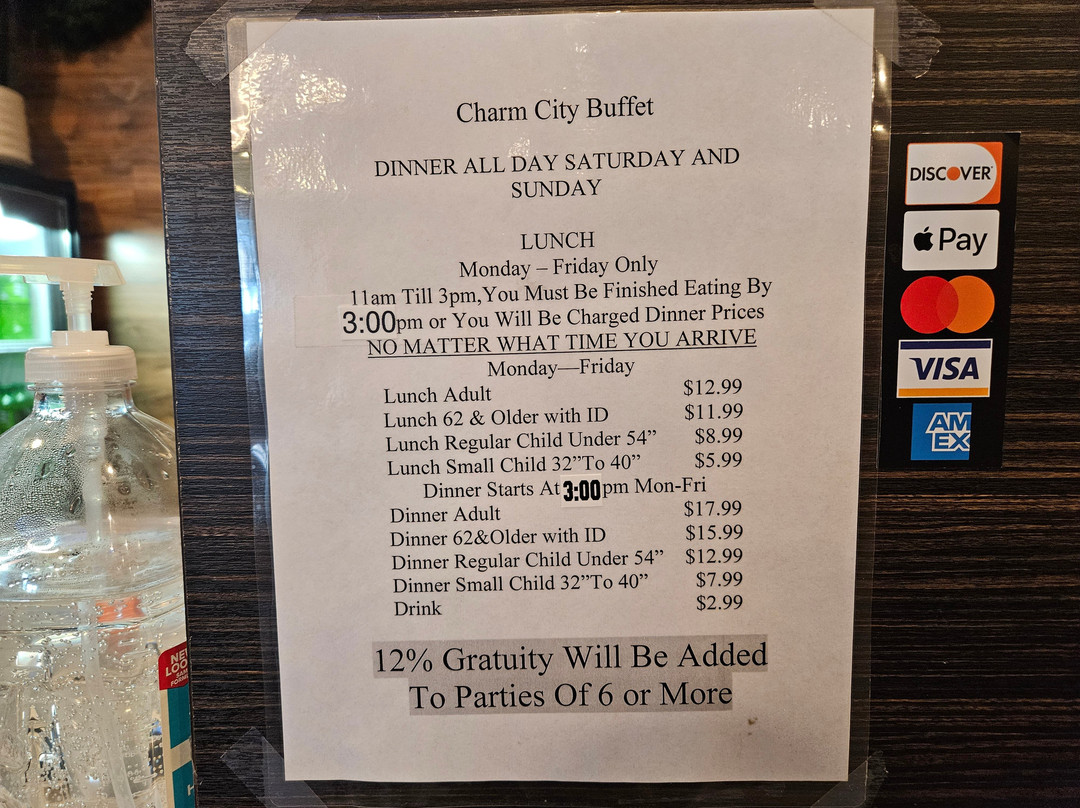 Charm City Buffet
DINNER ALL DAY SATURDAY AND
SUNDAY
LUNCH
Monday – Friday Only
11am Till 3pm,You Must Be Finished Eating By
3:00pm or You Will Be Charged Dinner Prices
NO MATTER WHAT TIME YOU ARRIVE
Monday—Friday
Lunch Adult $12.99
Lunch 62 & Older with ID $11.99
Lunch Regular Child Under 54” $8.99
Lunch Small Child 32”To 40” $5.99
Dinner Starts At 3:00pm Mon-Fri
Dinner Adult $17.99
Dinner 62&Older with ID $15.99
Dinner Regular Child Under 54” $12.99
Dinner Small Child 32”To 40” $7.99
Drink $2.99
12% Gratuity Will Be Added
To Parties Of 6 or More
DISCOVER
Pay
VISA
AM
EX
NEW
LOO